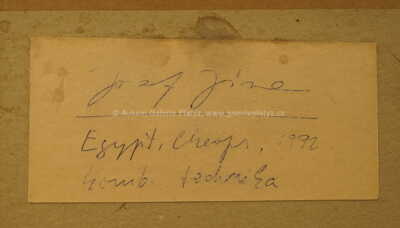 Josef Jíra
Egypt, Cheops, 1992
komb. technika